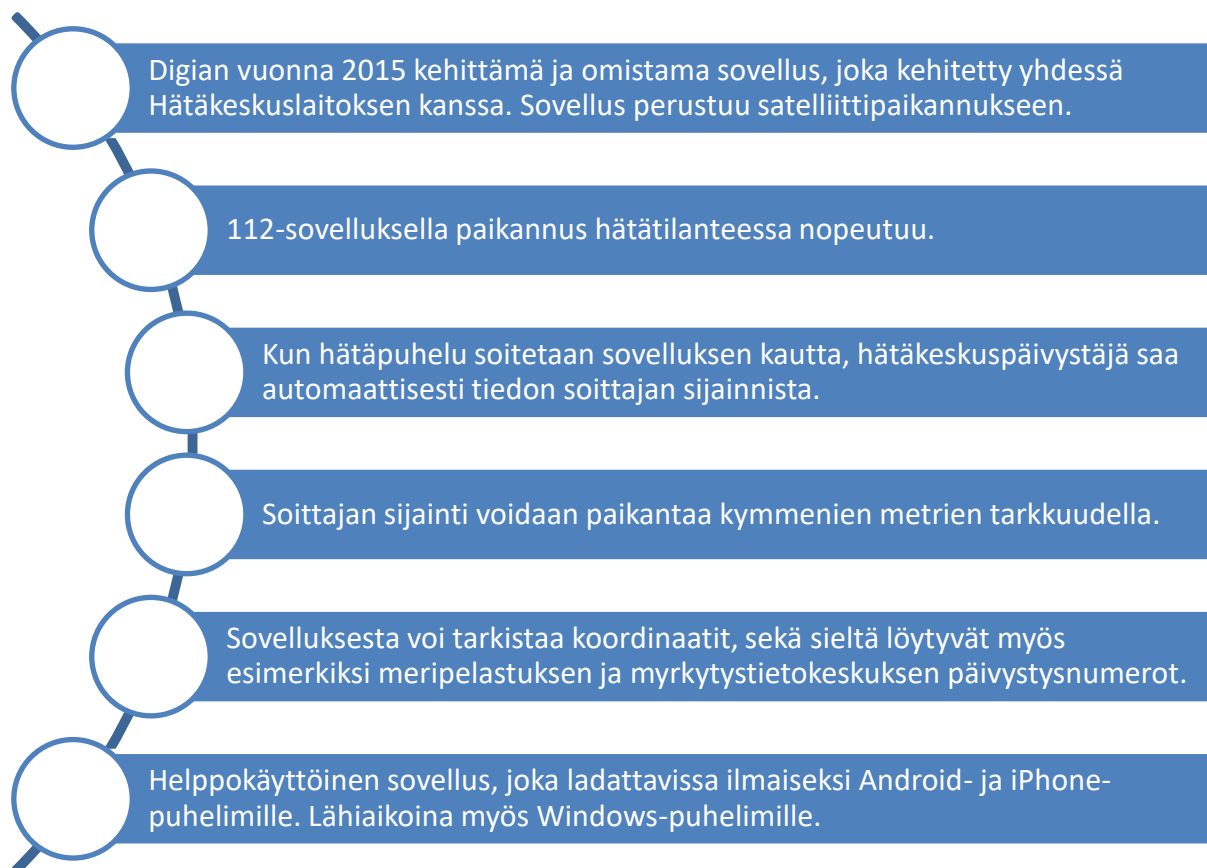 Digian vuonna 2015 kehittämä ja omistama sovellus, joka kehitetty yhdessä
Hätäkeskuslaitoksen kanssa. Sovellus perustuu satelliittipaikannukseen.
112-sovelluksella paikannus hätätilanteessa nopeutuu.
Kun hätäpuhelu soitetaan sovelluksen kautta, hätäkeskuspäivystäjä saa
automaattisesti tiedon soittajan sijainnista.
Soittajan sijainti voidaan paikantaa kymmenien metrien tarkkuudella.
Sovelluksesta voi tarkistaa koordinaatit, sekä sieltä löytyvät myös
esimerkiksi meripelastuksen ja myrkytystietokeskuksen päivystysnumerot.
Helppokäyttöinen sovellus, joka ladattavissa ilmaiseksi Android- ja iPhone-
puhelimille. Lähiaikoina myös Windows-puhelimille.